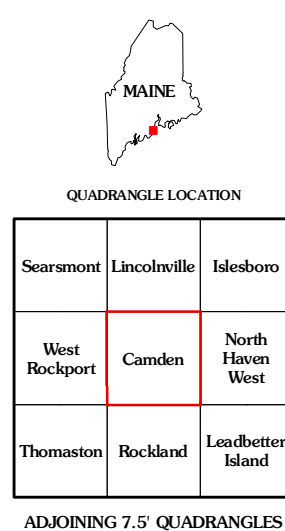 MAINE
QUADRANGLE LOCATION
Searsmont Lincolnville Islesboro
West Rockport Camden North Haven West
Thomaston Rockland Leadbetter Island
ADJOINING 7.5' QUADRANGLES